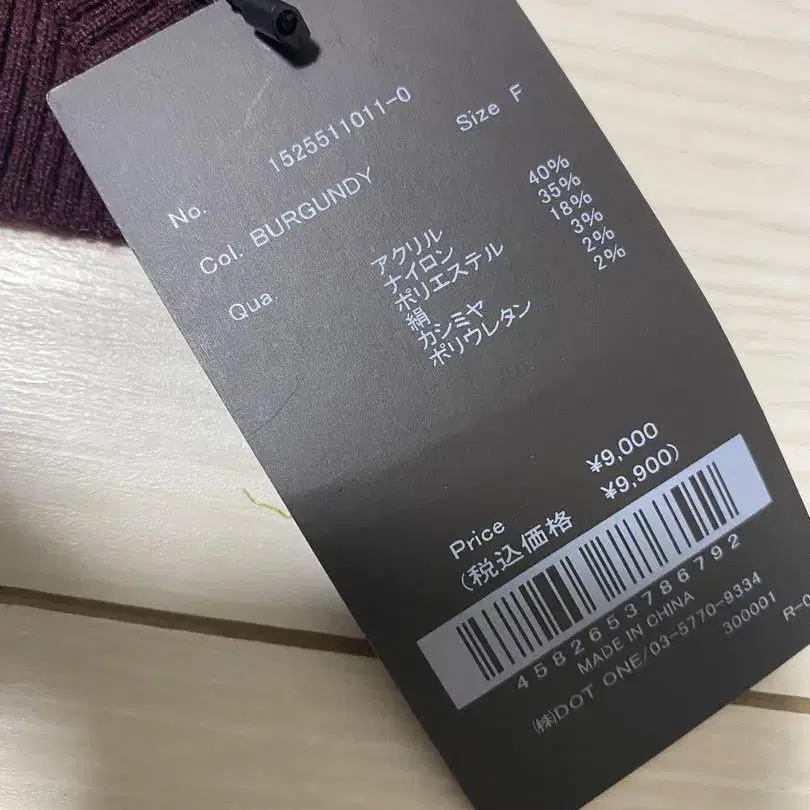 No. 1525511011-0 Size F
Col. BURGUNDY
Qua. アクリル 40%
ナイロン 35%
ポリエステル 18%
絹 3%
カシミヤ 2%
ポリウレタン 2%
Price ¥9,000
(税込価格 ¥9,900)
4582653786792
MADE IN CHINA
㈱DOT ONE/03-5770-9334
300001 R-0